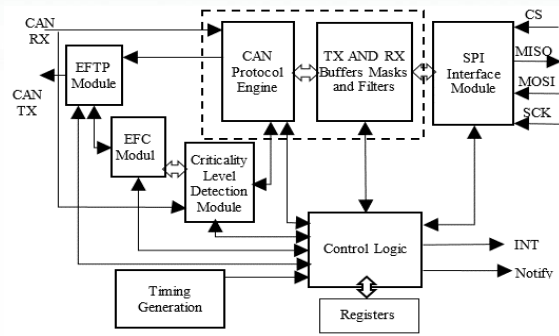 CAN
RX
CAN
TX
EFTP
Module
EFC
Modul
CAN
Protocol
Engine
TX AND RX
Buffers Masks
and Filters
SPI
Interface
Module
CS
MISO
MOSI
SCK
Criticality
Level
Detection
Module
Control Logic
INT
Notify
Timing
Generation
Registers